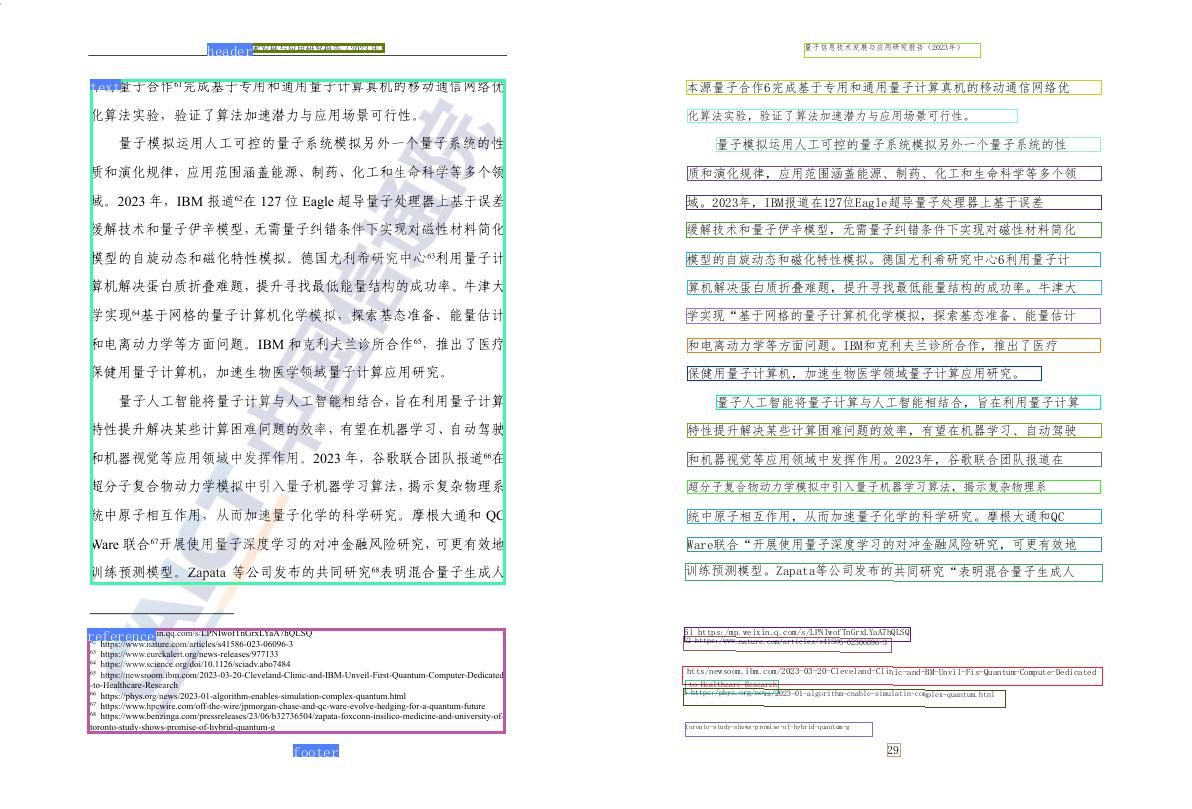 header
text
量子合作⁶¹完成基于专用和通用量子计算真机的移动通信网络优
化算法实验，验证了算法加速潜力与应用场景可行性。
量子模拟运用人工可控的量子系统模拟另外一个量子系统的性
质和演化规律，应用范围涵盖能源、制药、化工和生命科学等多个领
域。2023 年，IBM 报道⁶²在 127 位 Eagle 超导量子处理器上基于误差
缓解技术和量子伊辛模型，无需量子纠错条件下实现对磁性材料简化
模型的自旋动态和磁化特性模拟。德国尤利希研究中心⁶³利用量子计
算机解决蛋白质折叠难题，提升寻找最低能量结构的成功率。牛津大
学实现⁶⁴基于网格的量子计算机化学模拟，探索基态准备、能量估计
和电离动力学等方面问题。IBM 和克利夫兰诊所合作⁶⁵，推出了医疗
保健用量子计算机，加速生物医学领域量子计算应用研究。
量子人工智能将量子计算与人工智能相结合，旨在利用量子计算
特性提升解决某些计算困难问题的效率，有望在机器学习、自动驾驶
和机器视觉等应用领域中发挥作用。2023 年，谷歌联合团队报道⁶⁶在
超分子复合物动力学模拟中引入量子机器学习算法，揭示复杂物理系
统中原子相互作用，从而加速量子化学的科学研究。摩根大通和 QC
Ware 联合⁶⁷开展使用量子深度学习的对冲金融风险研究，可更有效地
训练预测模型。Zapata 等公司发布的共同研究⁶⁸表明混合量子生成人
CAICT 中国信通院
reference
in.qq.com/s/LPNIwofTnGrxLYaA7hQLSQ
https://www.nature.com/articles/s41586-023-06096-3
⁶³ https://www.eurekalert.org/news-releases/977133
⁶⁴ https://www.science.org/doi/10.1126/sciadv.abo7484
⁶⁵ https://newsroom.ibm.com/2023-03-20-Cleveland-Clinic-and-IBM-Unveil-First-Quantum-Computer-Dedicated
-to-Healthcare-Research
⁶⁶ https://phys.org/news/2023-01-algorithm-enables-simulation-complex-quantum.html
⁶⁷ https://www.hpcwire.com/off-the-wire/jpmorgan-chase-and-qc-ware-evolve-hedging-for-a-quantum-future
⁶⁸ https://www.benzinga.com/pressreleases/23/06/b32736504/zapata-foxconn-insilico-medicine-and-university-of-
toronto-study-shows-promise-of-hybrid-quantum-g
footer
量子信息技术发展与应用研究报告（2023年）
本源量子合作6完成基于专用和通用量子计算真机的移动通信网络优
化算法实验，验证了算法加速潜力与应用场景可行性。
量子模拟运用人工可控的量子系统模拟另外一个量子系统的性
质和演化规律，应用范围涵盖能源、制药、化工和生命科学等多个领
域。2023年，IBM报道在127位Eagle超导量子处理器上基于误差
缓解技术和量子伊辛模型，无需量子纠错条件下实现对磁性材料简化
模型的自旋动态和磁化特性模拟。德国尤利希研究中心6利用量子计
算机解决蛋白质折叠难题，提升寻找最低能量结构的成功率。牛津大
学实现“基于网格的量子计算机化学模拟，探索基态准备、能量估计
和电离动力学等方面问题。IBM和克利夫兰诊所合作，推出了医疗
保健用量子计算机，加速生物医学领域量子计算应用研究。
量子人工智能将量子计算与人工智能相结合，旨在利用量子计算
特性提升解决某些计算困难问题的效率，有望在机器学习、自动驾驶
和机器视觉等应用领域中发挥作用。2023年，谷歌联合团队报道在
超分子复合物动力学模拟中引入量子机器学习算法，揭示复杂物理系
统中原子相互作用，从而加速量子化学的科学研究。摩根大通和QC
Ware联合“开展使用量子深度学习的对冲金融风险研究，可更有效地
训练预测模型。Zapata等公司发布的共同研究“表明混合量子生成人
61 https:/mp.weixin.q.com/s/LPNIwofTnGrxLYaA7hQLSQ
https:/www.nature.com/articles/s41586-02306096-3
hts/newsoom.ibm.com/2023-03-20-Cleveland-Clinic-and-BM-Unveil-Fis-Quantum-Computer-Dedicated
-to-Healthcare-Research
https:/phys.org/news/2023-01-algorithm-enable-simulatin-complex-quantum.html
toronto-study-shows-promise-of-hybrid-quantum-g
29